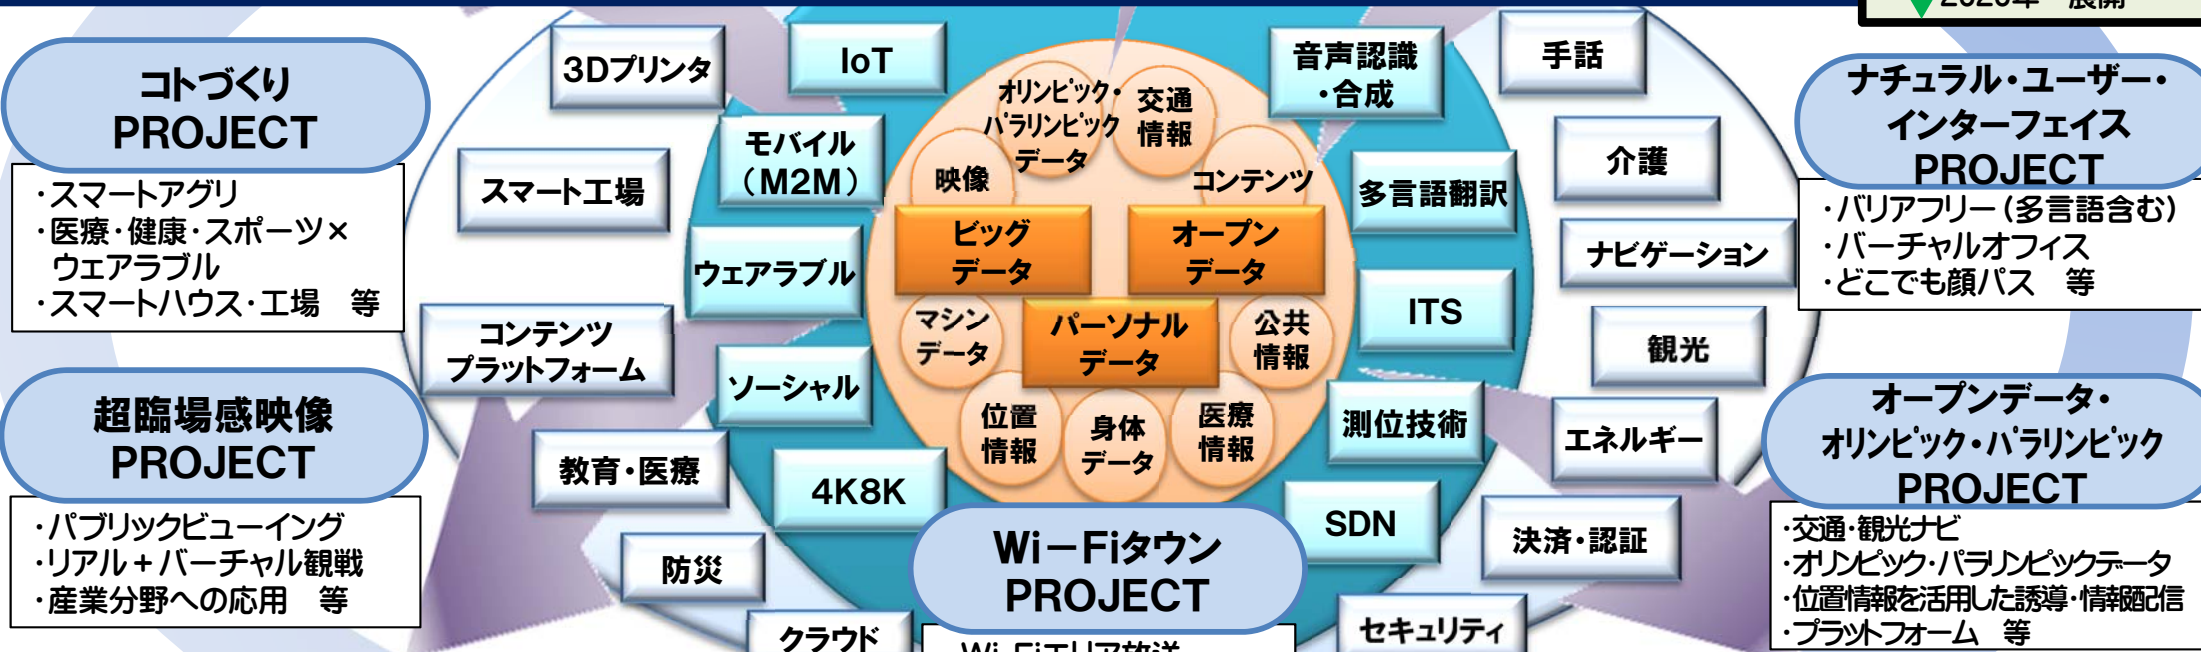 2020年 展開
コトづくり
PROJECT
・スマートアグリ
・医療・健康・スポーツ×
ウェアラブル
・スマートハウス・工場 等
超臨場感映像
PROJECT
・パブリックビューイング
・リアル+バーチャル観戦
・産業分野への応用 等
3Dプリンタ
スマート工場
コンテンツ
プラットフォーム
教育・医療
防災
クラウド
IoT
モバイル
(M2M)
ウェアラブル
ソーシャル
4K8K
オリンピック・
パラリンピック
データ
交通
情報
映像
コンテンツ
ビッグ
データ
オープン
データ
パーソナル
データ
マシン
データ
公共
情報
位置
情報
身体
データ
医療
情報
Wi-Fiタウン
PROJECT
Wi-Fiエリア放送
音声認識
・合成
多言語翻訳
ITS
測位技術
SDN
手話
介護
ナビゲーション
観光
エネルギー
決済・認証
セキュリティ
ナチュラル・ユーザー・
インターフェイス
PROJECT
・バリアフリー(多言語含む)
・バーチャルオフィス
・どこでも顔パス 等
オープンデータ・
オリンピック・パラリンピック
PROJECT
・交通・観光ナビ
・オリンピック・パラリンピックデータ
・位置情報を活用した誘導・情報配信
・プラットフォーム 等